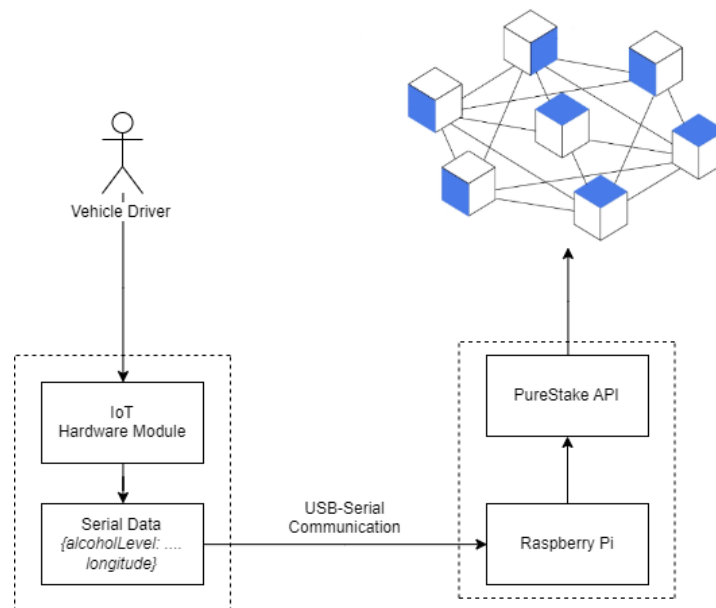 Vehicle Driver
IoT
Hardware Module
Serial Data
{alcoholLevel: ....
longitude}
USB-Serial
Communication
PureStake API
Raspberry Pi